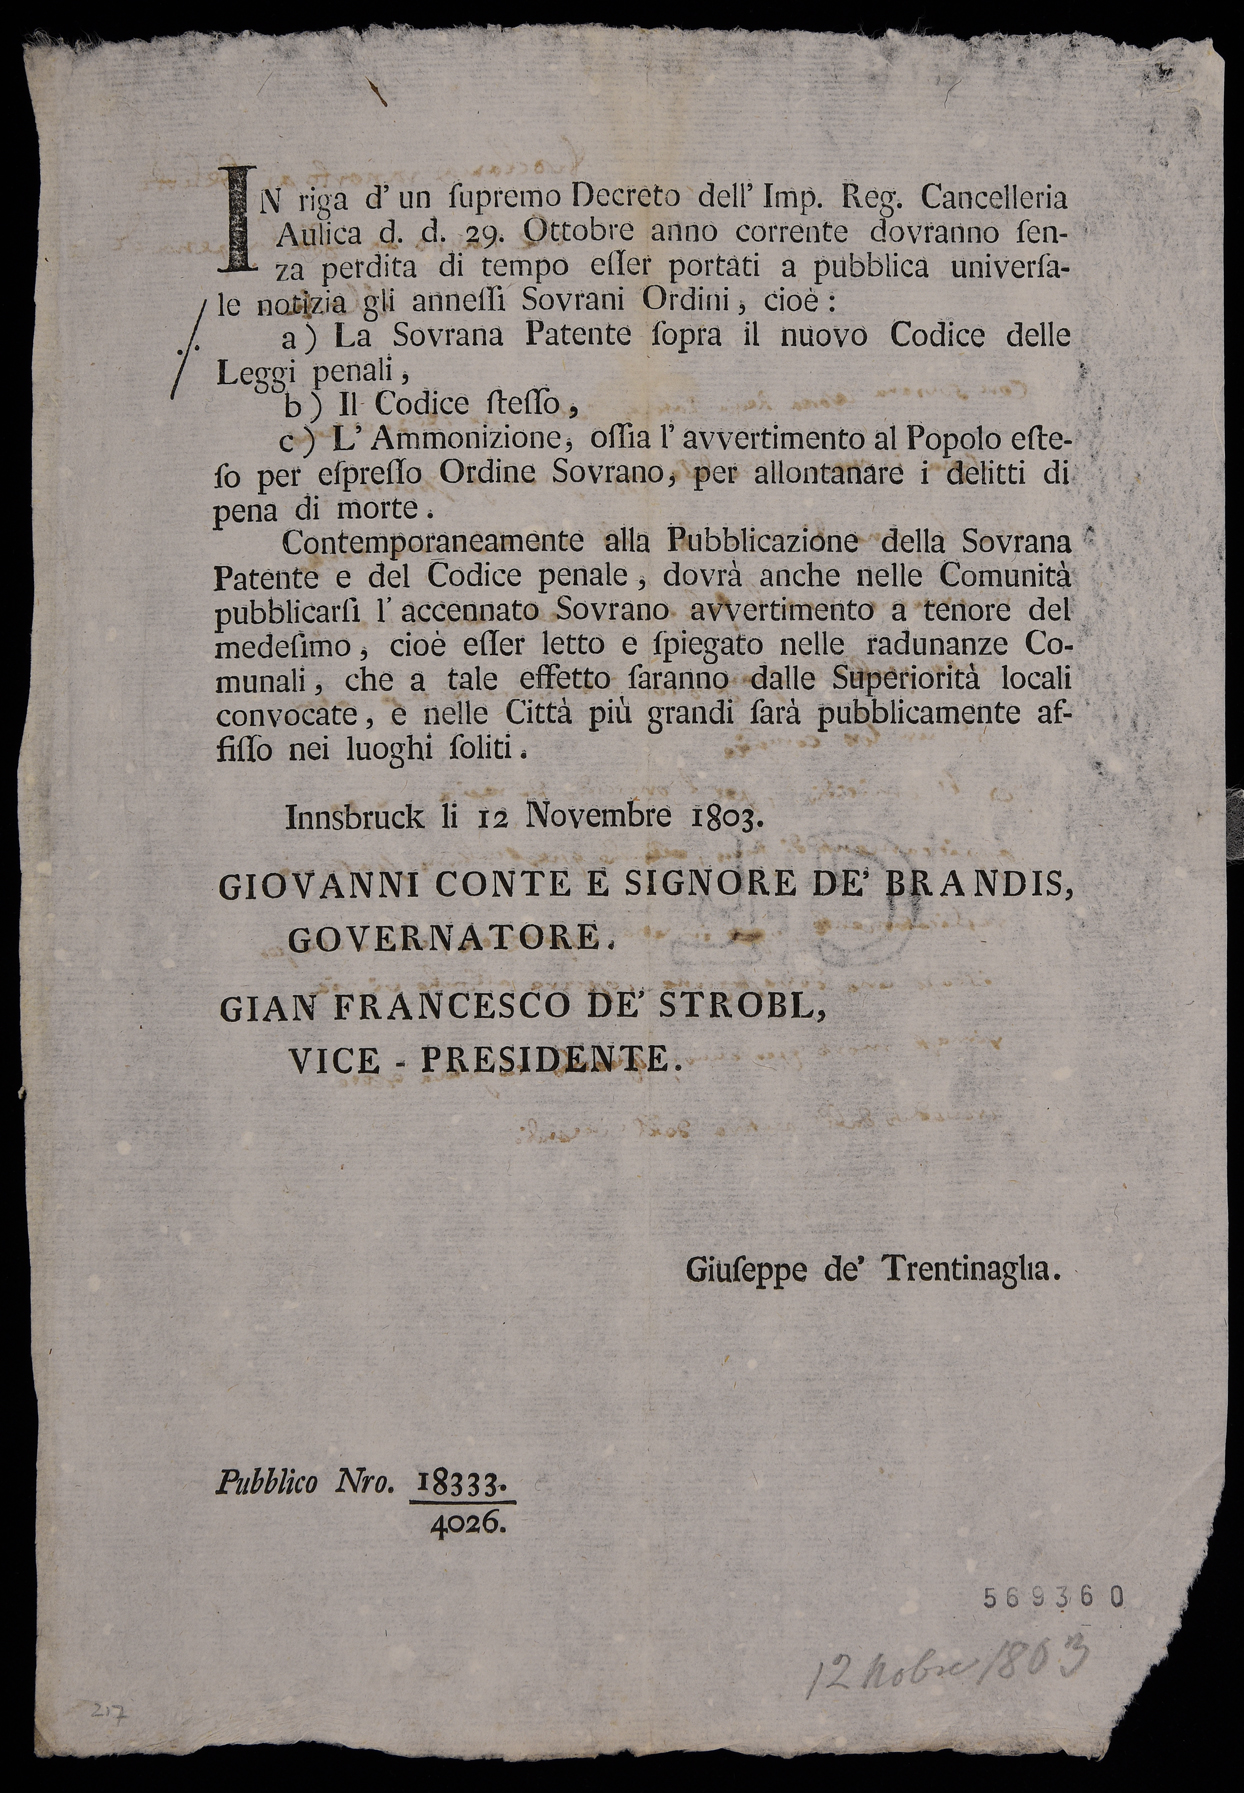 IN riga d' un ſupremo Decreto dell' Imp. Reg. Cancelleria
Aulica d. d. 29. Ottobre anno corrente dovranno ſen-
za perdita di tempo eſſer portati a pubblica univerſa-
le notizia gli anneſſi Sovrani Ordini, cioè:
a) La Sovrana Patente ſopra il nuovo Codice delle
Leggi penali,
b) Il Codice ſteſſo,
c) L' Ammonizione, oſſia l' avvertimento al Popolo eſte-
ſo per eſpreſſo Ordine Sovrano, per allontanare i delitti di
pena di morte.
Contemporaneamente alla Pubblicazione della Sovrana
Patente e del Codice penale, dovrà anche nelle Comunità
pubblicarſi l' accennato Sovrano avvertimento a tenore del
medeſimo, cioè eſſer letto e ſpiegato nelle radunanze Co-
munali, che a tale effetto ſaranno dalle Superiorità locali
convocate, e nelle Città più grandi ſarà pubblicamente af-
fiſſo nei luoghi ſoliti.
Innsbruck li 12 Novembre 1803.
GIOVANNI CONTE E SIGNORE DE' BRANDIS,
GOVERNATORE.
GIAN FRANCESCO DE' STROBL,
VICE - PRESIDENTE.
Giuſeppe de' Trentinaglia.
Pubblico Nro. 18333.
4026.
569360
12 Nobre 1803
217